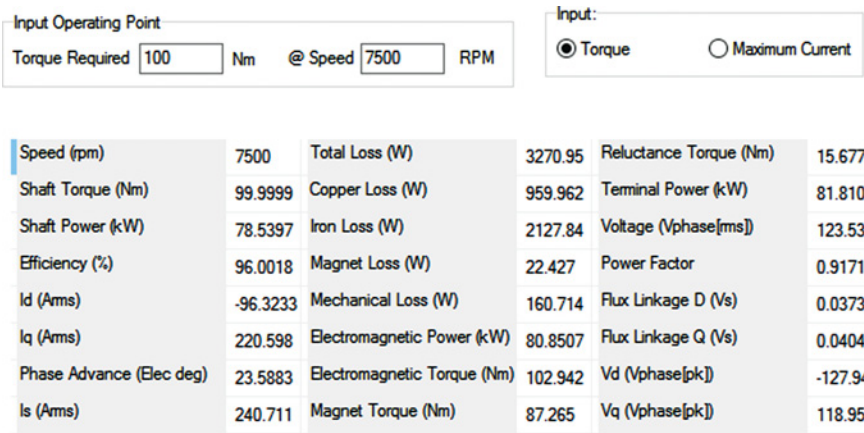 Input Operating Point
Torque Required 100 Nm @ Speed 7500 RPM
Input:
Torque Maximum Current
Speed (rpm) 7500 Total Loss (W) 3270.95 Reluctance Torque (Nm) 15.677
Shaft Torque (Nm) 99.9999 Copper Loss (W) 959.962 Terminal Power (kW) 81.810
Shaft Power (kW) 78.5397 Iron Loss (W) 2127.84 Voltage (Vphase[rms]) 123.53
Efficiency (%) 96.0018 Magnet Loss (W) 22.427 Power Factor 0.9171
Id (Arms) -96.3233 Mechanical Loss (W) 160.714 Flux Linkage D (Vs) 0.0373
Iq (Arms) 220.598 Electromagnetic Power (kW) 80.8507 Flux Linkage Q (Vs) 0.0404
Phase Advance (Elec deg) 23.5883 Electromagnetic Torque (Nm) 102.942 Vd (Vphase[pk]) -127.94
Is (Arms) 240.711 Magnet Torque (Nm) 87.265 Vq (Vphase[pk]) 118.95